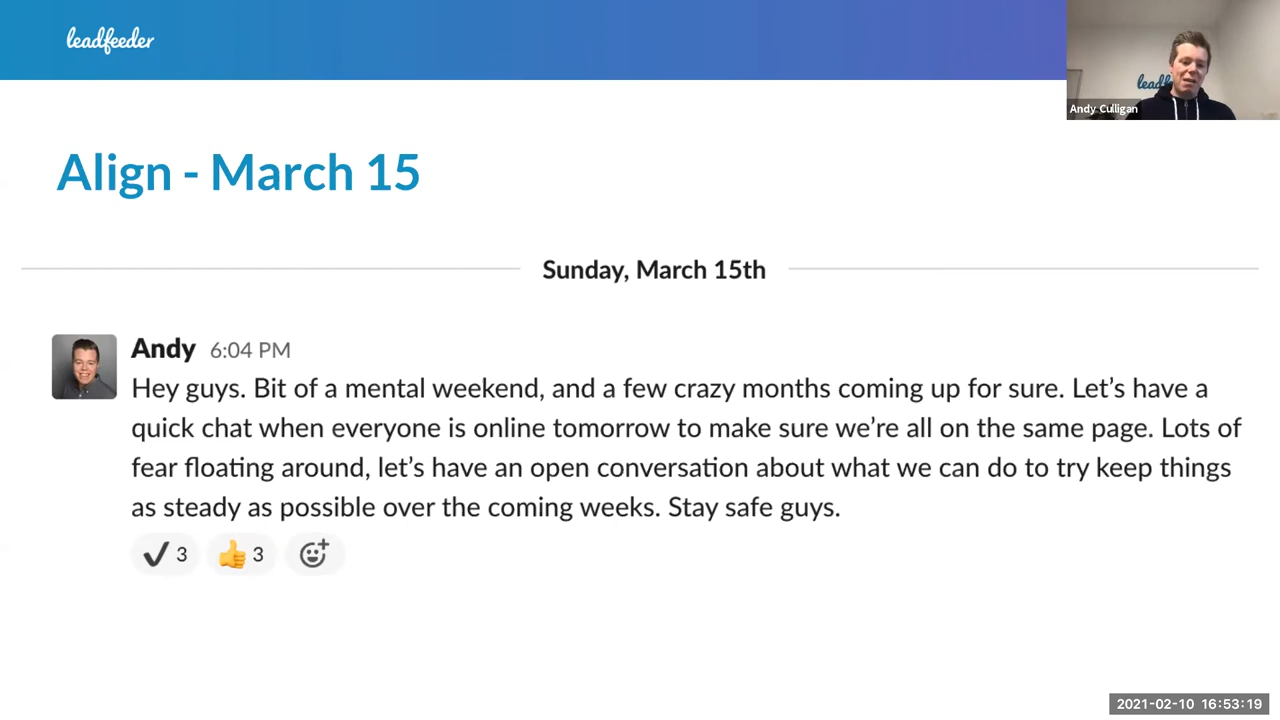 leadfeeder
leadf
Andy Culligan
Align - March 15
Sunday, March 15th
Andy 6:04 PM
Hey guys. Bit of a mental weekend, and a few crazy months coming up for sure. Let’s have a
quick chat when everyone is online tomorrow to make sure we’re all on the same page. Lots of
fear floating around, let’s have an open conversation about what we can do to try keep things
as steady as possible over the coming weeks. Stay safe guys.
3 3
2021-02-10 16:53:19